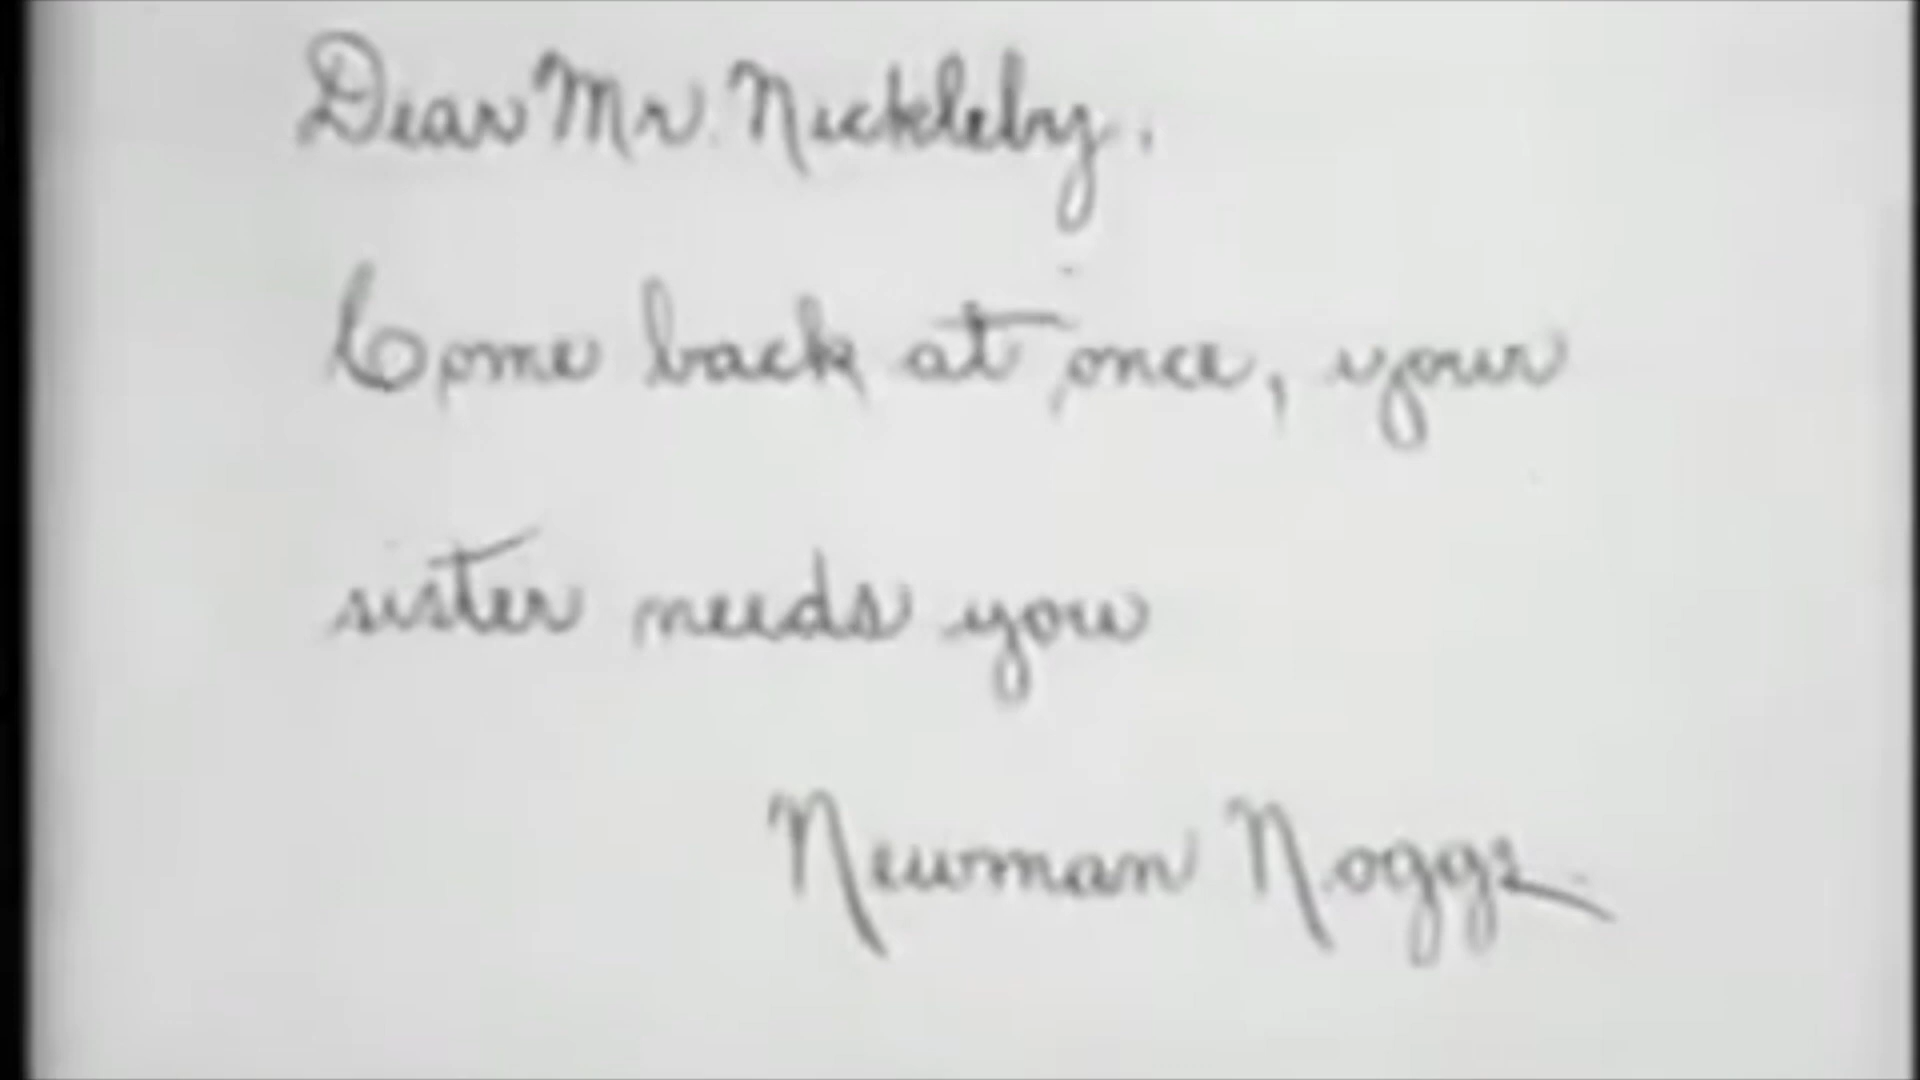 Dear Mr. Nickleby.
Come back at once, your
sister needs you
Newman Noggs